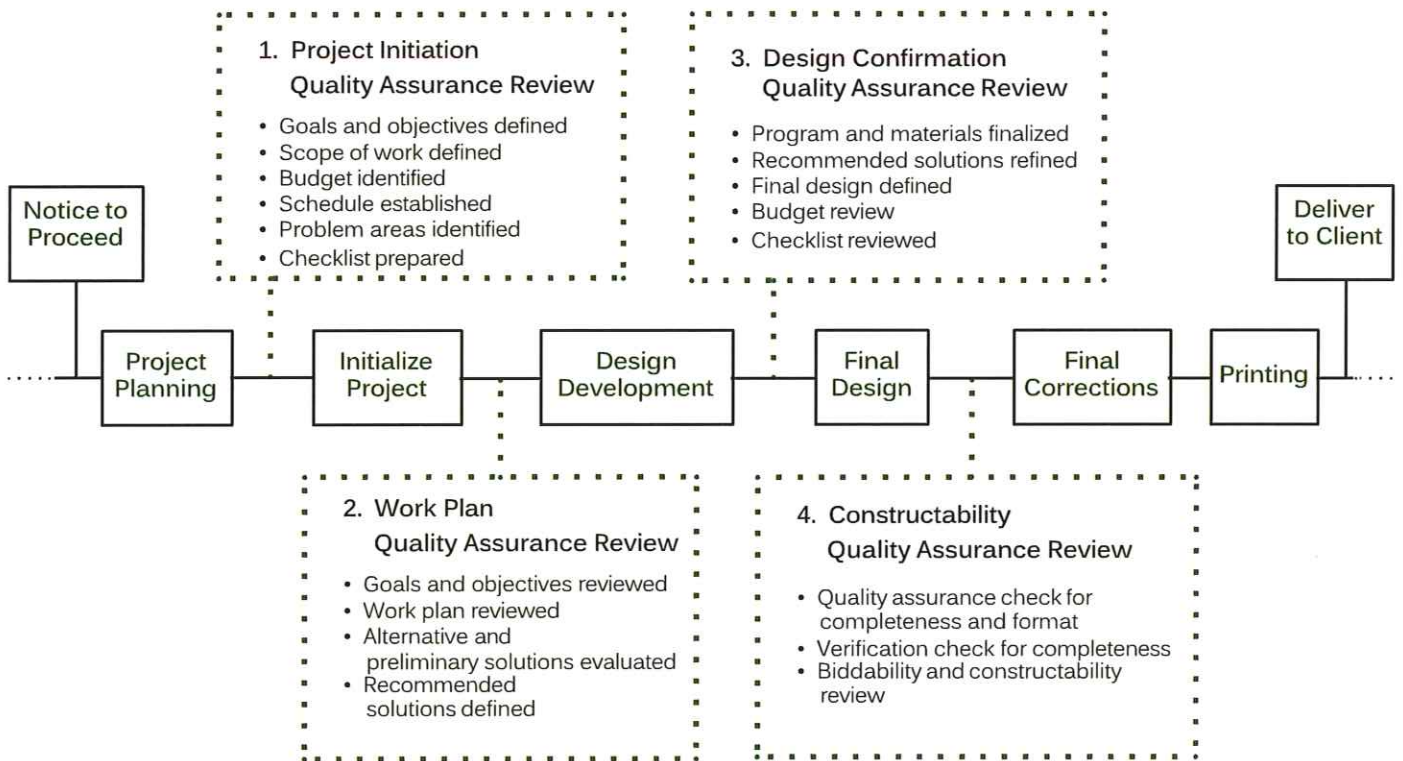 1. Project Initiation
Quality Assurance Review
• Goals and objectives defined
• Scope of work defined
• Budget identified
• Schedule established
• Problem areas identified
• Checklist prepared
3. Design Confirmation
Quality Assurance Review
• Program and materials finalized
• Recommended solutions refined
• Final design defined
• Budget review
• Checklist reviewed
Notice to
Proceed
Deliver
to Client
Project
Planning
Initialize
Project
Design
Development
Final
Design
Final
Corrections
Printing
2. Work Plan
Quality Assurance Review
• Goals and objectives reviewed
• Work plan reviewed
• Alternative and
preliminary solutions evaluated
• Recommended
solutions defined
4. Constructability
Quality Assurance Review
• Quality assurance check for
completeness and format
• Verification check for completeness
• Biddability and constructability
review